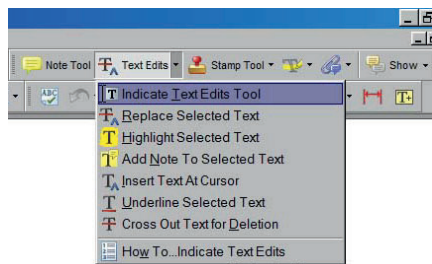 Note Tool Text Edits Stamp Tool Show
Indicate Text Edits Tool
Replace Selected Text
Highlight Selected Text
Add Note To Selected Text
Insert Text At Cursor
Underline Selected Text
Cross Out Text for Deletion
How To...Indicate Text Edits